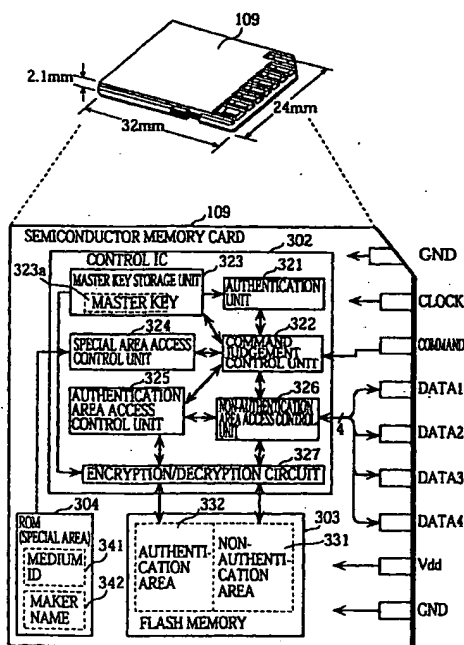 109
2.1mm
24mm
32mm
109
SEMICONDUCTOR MEMORY CARD
302
CONTROL IC
323
321
323a
MASTER KEY STORAGE UNIT
MASTER KEY
AUTHENTICATION
UNIT
324
322
SPECIAL AREA ACCESS
CONTROL UNIT
COMMAND
JUDGEMENT
CONTROL UNIT
325
326
AUTHENTICATION
AREA ACCESS
CONTROL UNIT
NON-AUTHENTICATION
AREA ACCESS CONTROL
UNIT
4
327
ENCRYPTION/DECRYPTION CIRCUIT
304
332
303
ROM
(SPECIAL AREA)
341
331
MEDIUM
ID
342
MAKER
NAME
AUTHENTI-
CATION
AREA
NON-
AUTHENTI-
CATION
AREA
FLASH MEMORY
GND
CLOCK
COMMAND
DATA1
DATA2
DATA3
DATA4
Vdd
GND